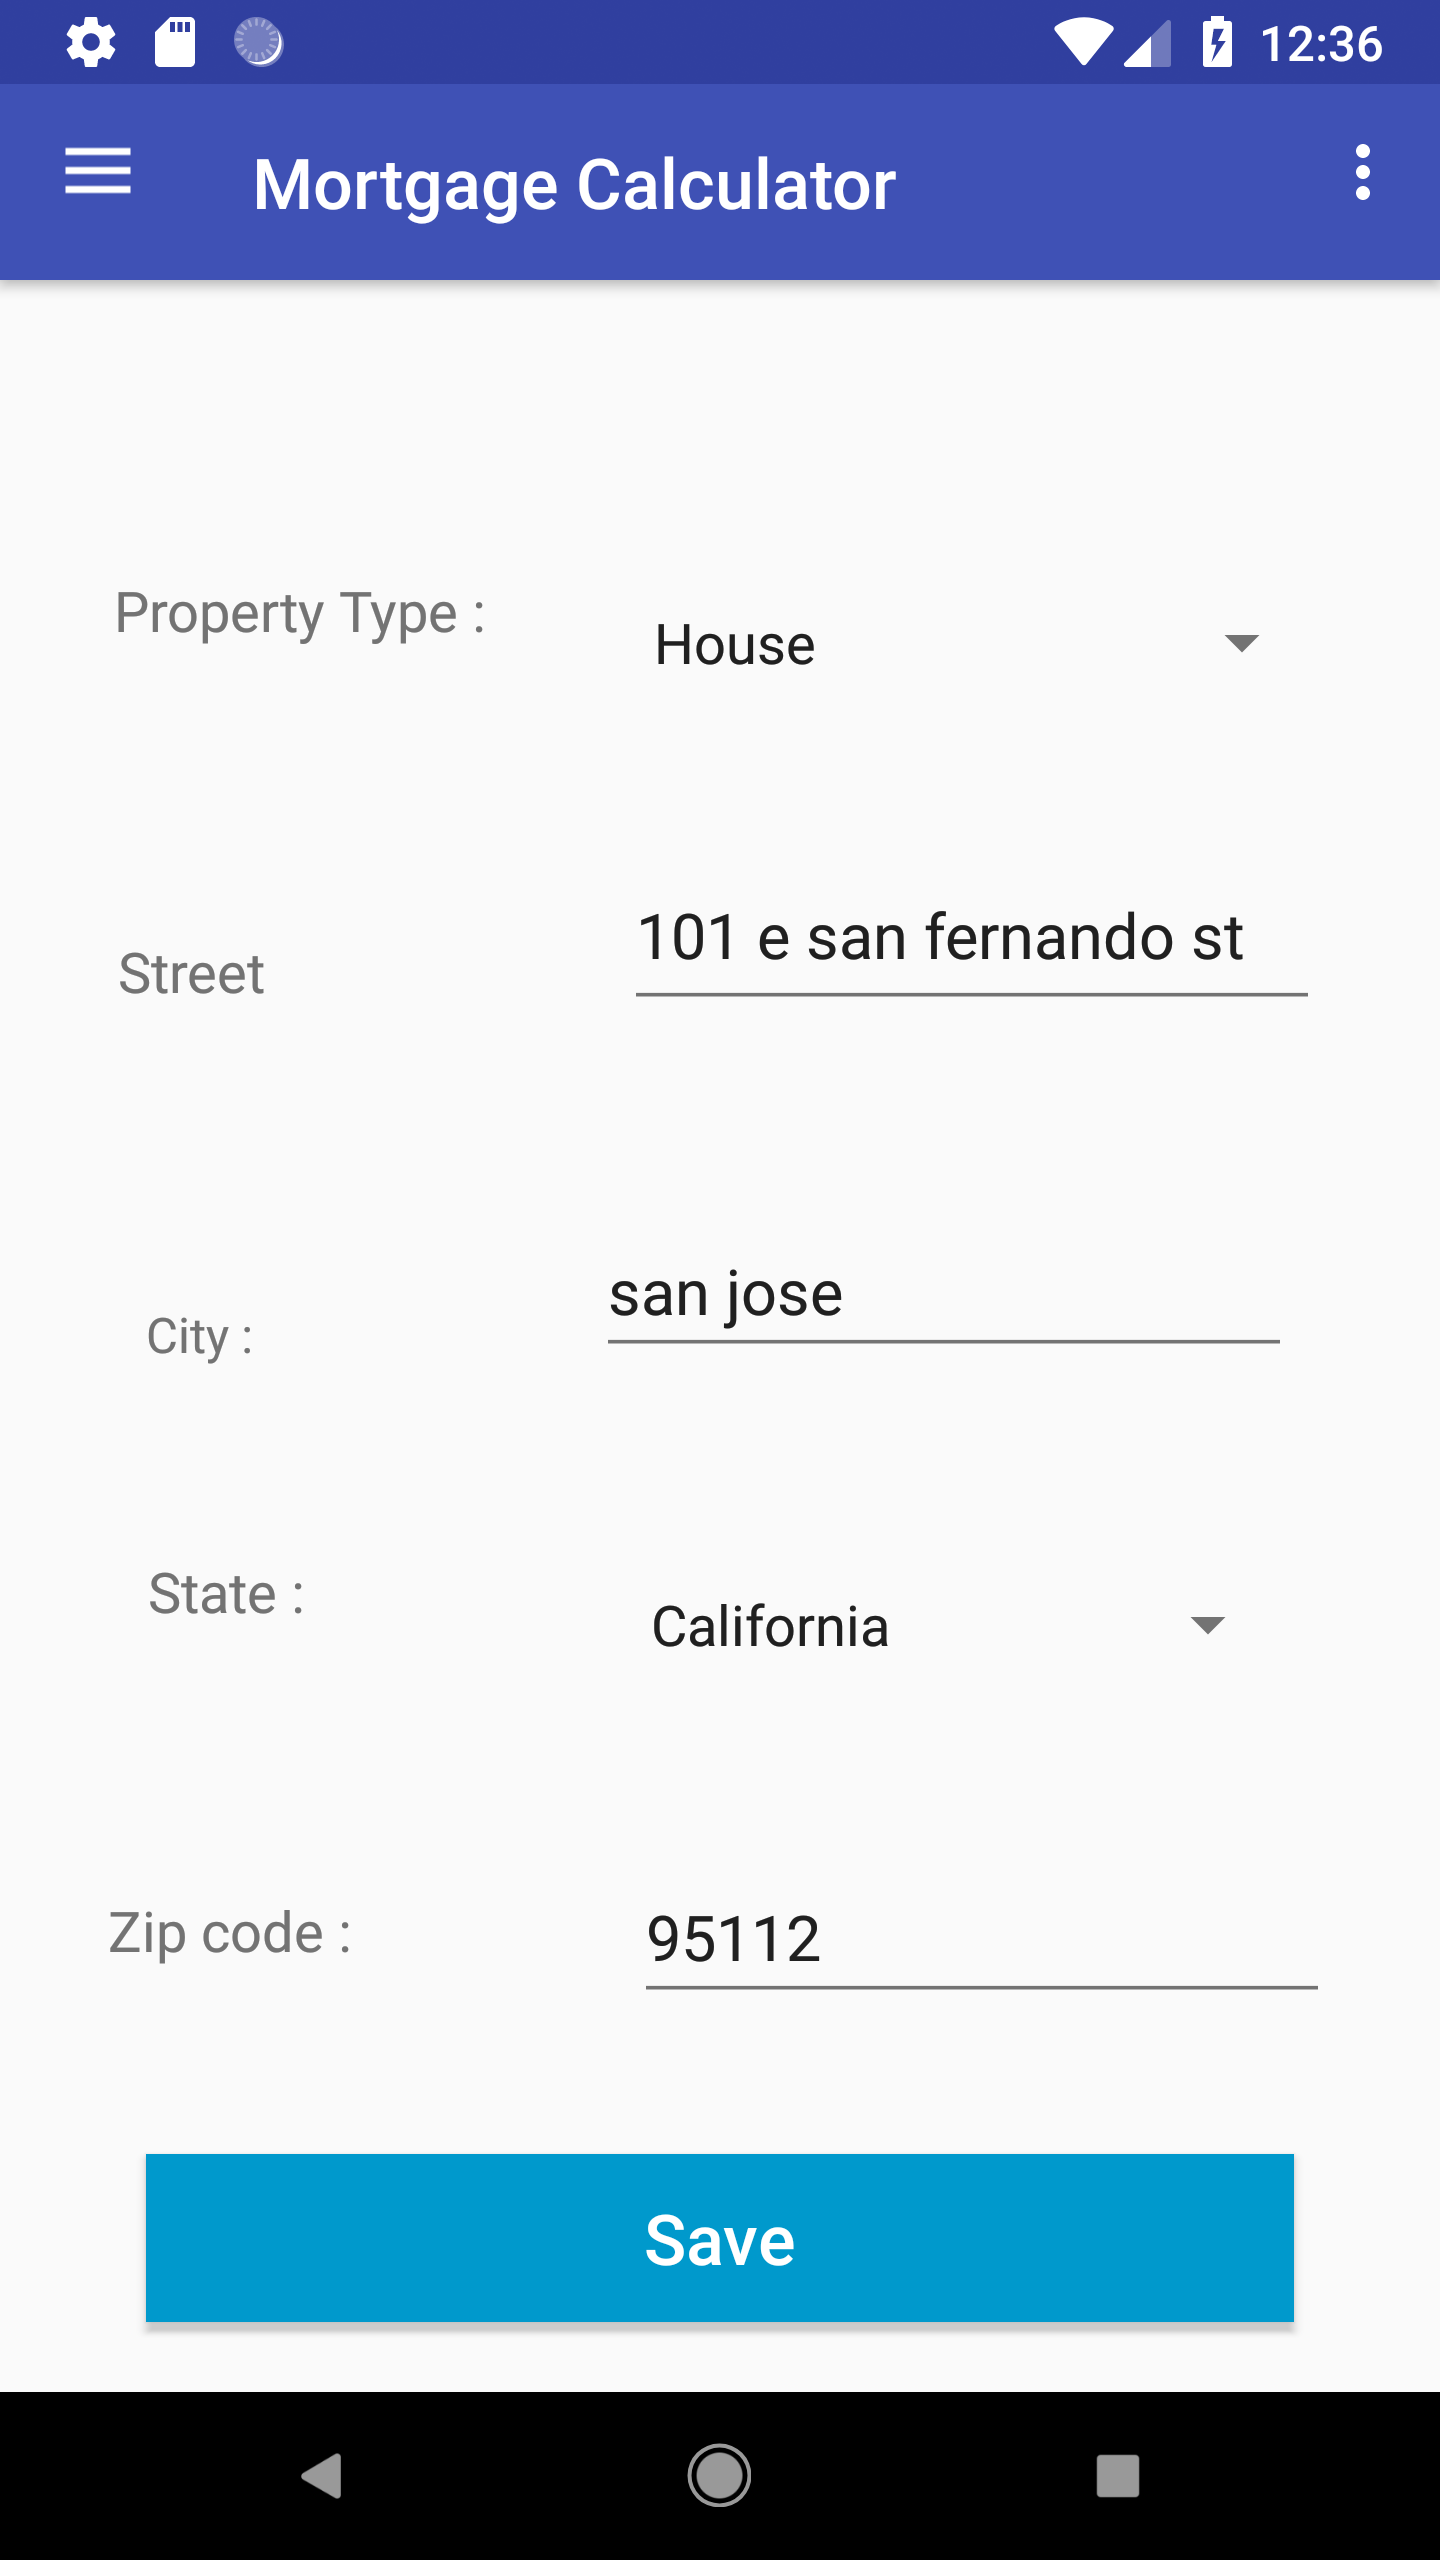 12:36
Mortgage Calculator
Property Type :
House
Street
101 e san fernando st
City :
san jose
State :
California
Zip code :
95112
Save